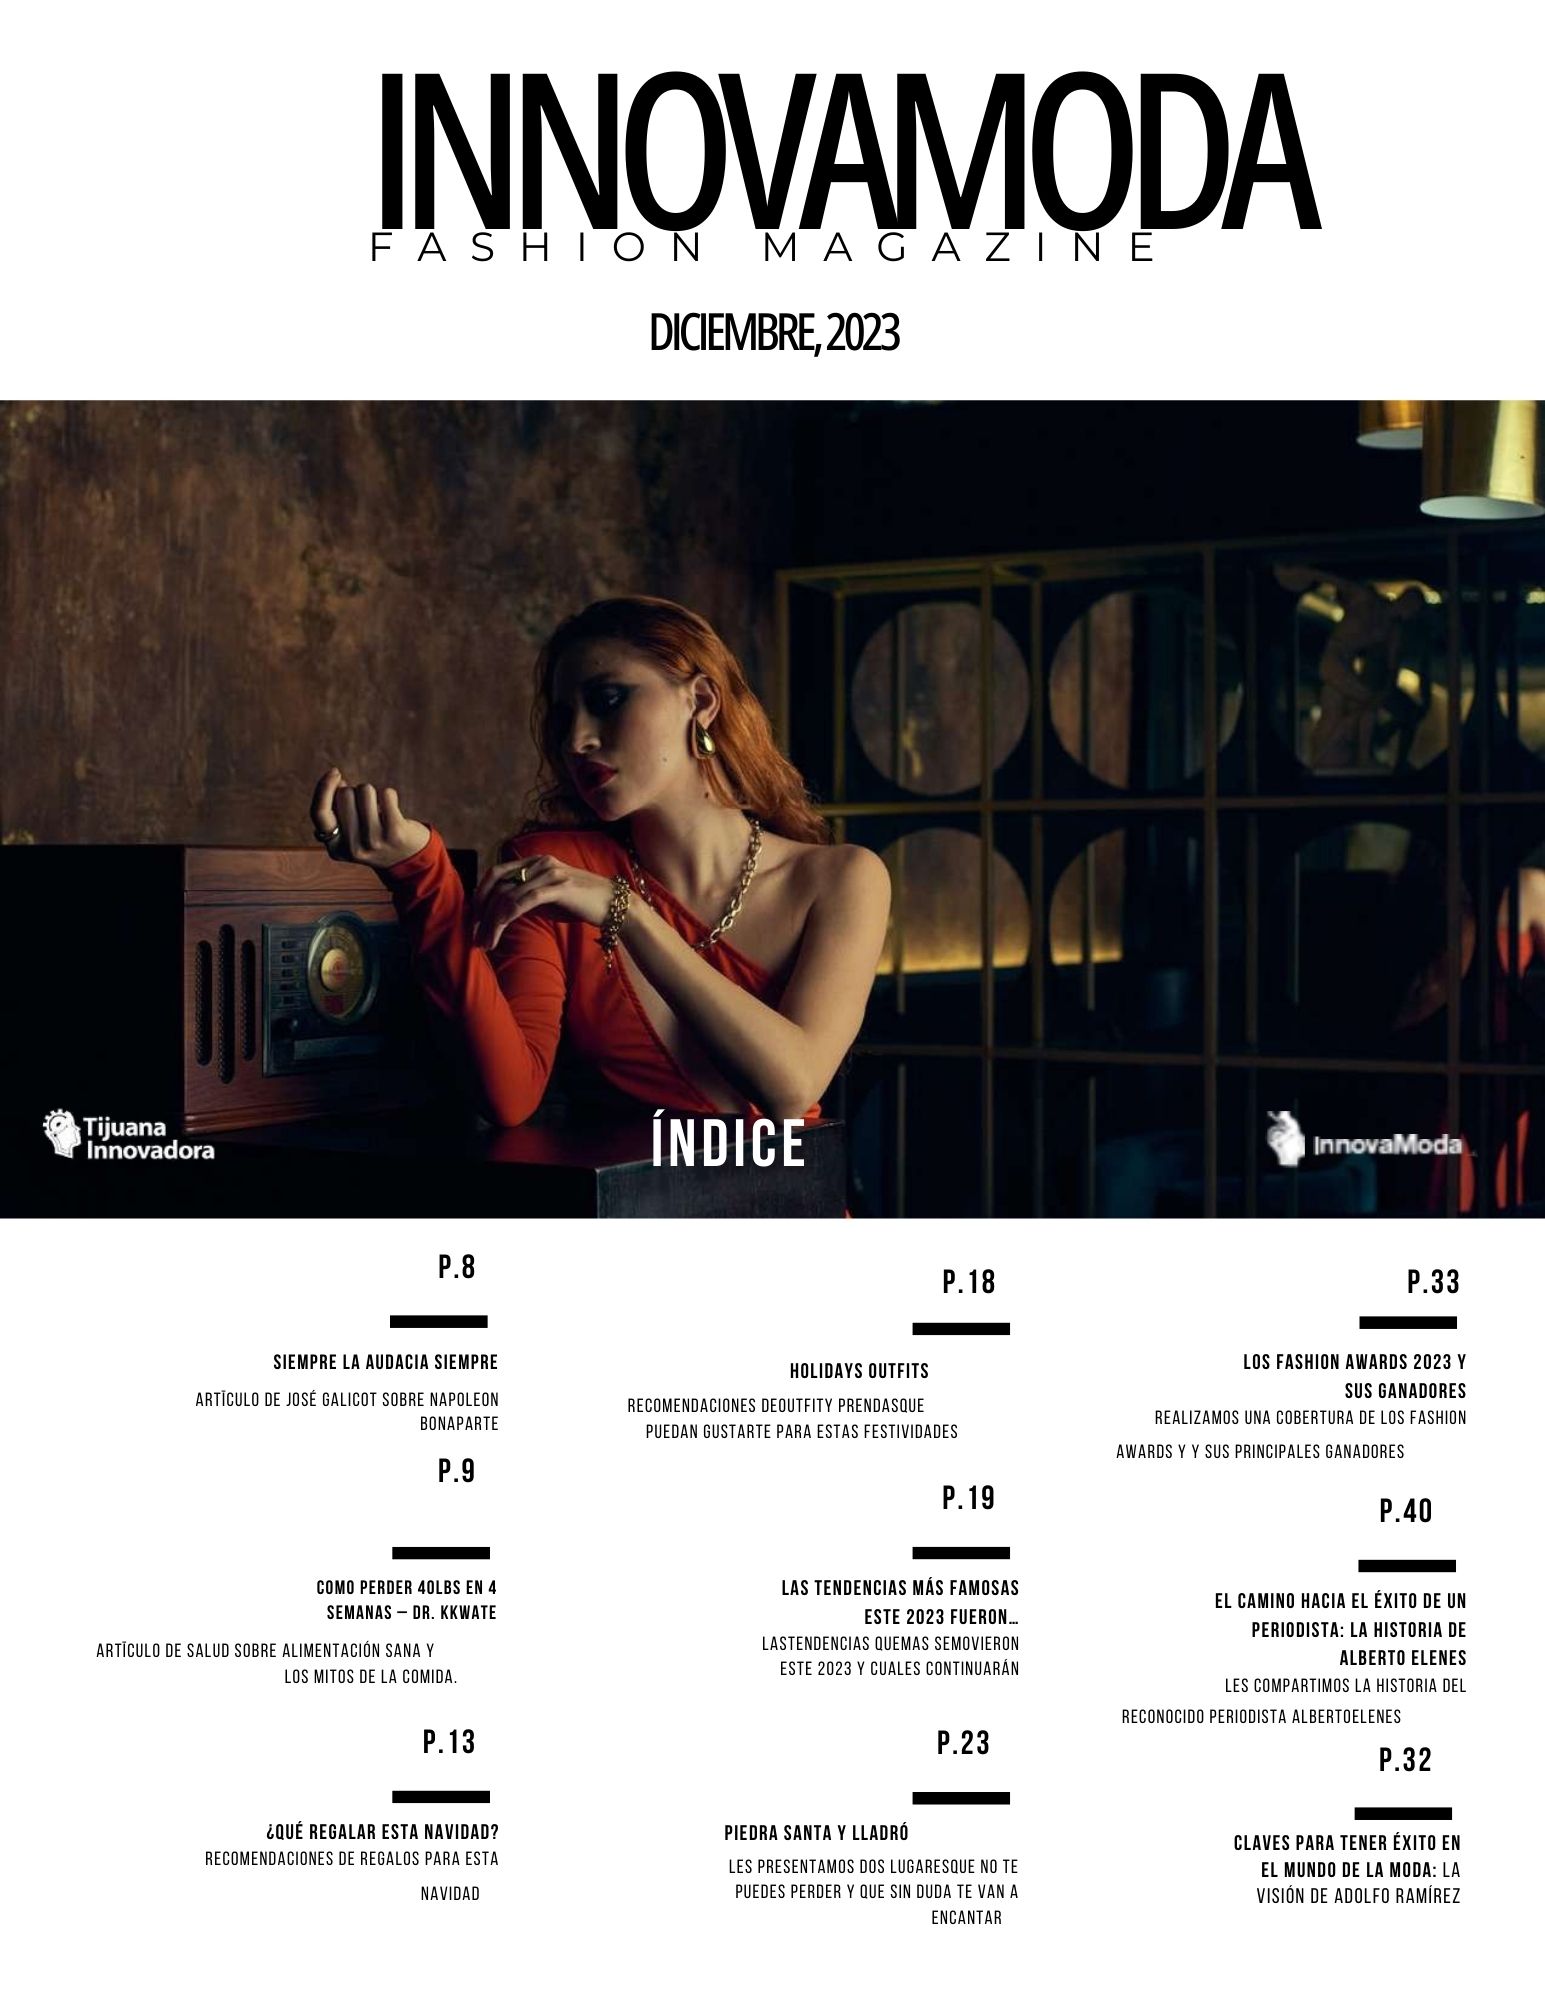 INNOVAMODA
FASHION MAGAZINE
DICIEMBRE, 2023
Tijuana
Innovadora
ÍNDICE
InnovaModa
P.8
SIEMPRE LA AUDACIA SIEMPRE
ARTÍCULO DE JOSÉ GALICOT SOBRE NAPOLEON
BONAPARTE
P.9
COMO PERDER 40LBS EN 4
SEMANAS – DR. KKWATE
ARTÍCULO DE SALUD SOBRE ALIMENTACIÓN SANA Y
LOS MITOS DE LA COMIDA.
P.13
¿QUÉ REGALAR ESTA NAVIDAD?
RECOMENDACIONES DE REGALOS PARA ESTA
NAVIDAD
P.18
HOLIDAYS OUTFITS
RECOMENDACIONES DEOUTFITY PRENDASQUE
PUEDAN GUSTARTE PARA ESTAS FESTIVIDADES
P.19
LAS TENDENCIAS MÁS FAMOSAS
ESTE 2023 FUERON…
LASTENDENCIAS QUEMAS SEMOVIERON
ESTE 2023 Y CUALES CONTINUARÁN
P.23
PIEDRA SANTA Y LLADRÓ
LES PRESENTAMOS DOS LUGARESQUE NO TE
PUEDES PERDER Y QUE SIN DUDA TE VAN A
ENCANTAR
P.33
LOS FASHION AWARDS 2023 Y
SUS GANADORES
REALIZAMOS UNA COBERTURA DE LOS FASHION
AWARDS Y Y SUS PRINCIPALES GANADORES
P.40
EL CAMINO HACIA EL ÉXITO DE UN
PERIODISTA: LA HISTORIA DE
ALBERTO ELENES
LES COMPARTIMOS LA HISTORIA DEL
RECONOCIDO PERIODISTA ALBERTOELENES
P.32
CLAVES PARA TENER ÉXITO EN
EL MUNDO DE LA MODA: LA
VISIÓN DE ADOLFO RAMÍREZ